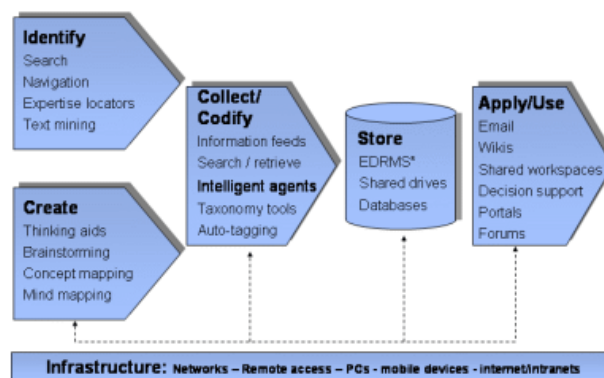 Identify
Search
Navigation
Expertise locators
Text mining
Create
Thinking aids
Brainstorming
Concept mapping
Mind mapping
Collect/
Codify
Information feeds
Search / retrieve
Intelligent agents
Taxonomy tools
Auto-tagging
Store
EDRMS*
Shared drives
Databases
Apply/Use
Email
Wikis
Shared workspaces
Decision support
Portals
Forums
Infrastructure: Networks – Remote access – PCs - mobile devices - internet/intranets